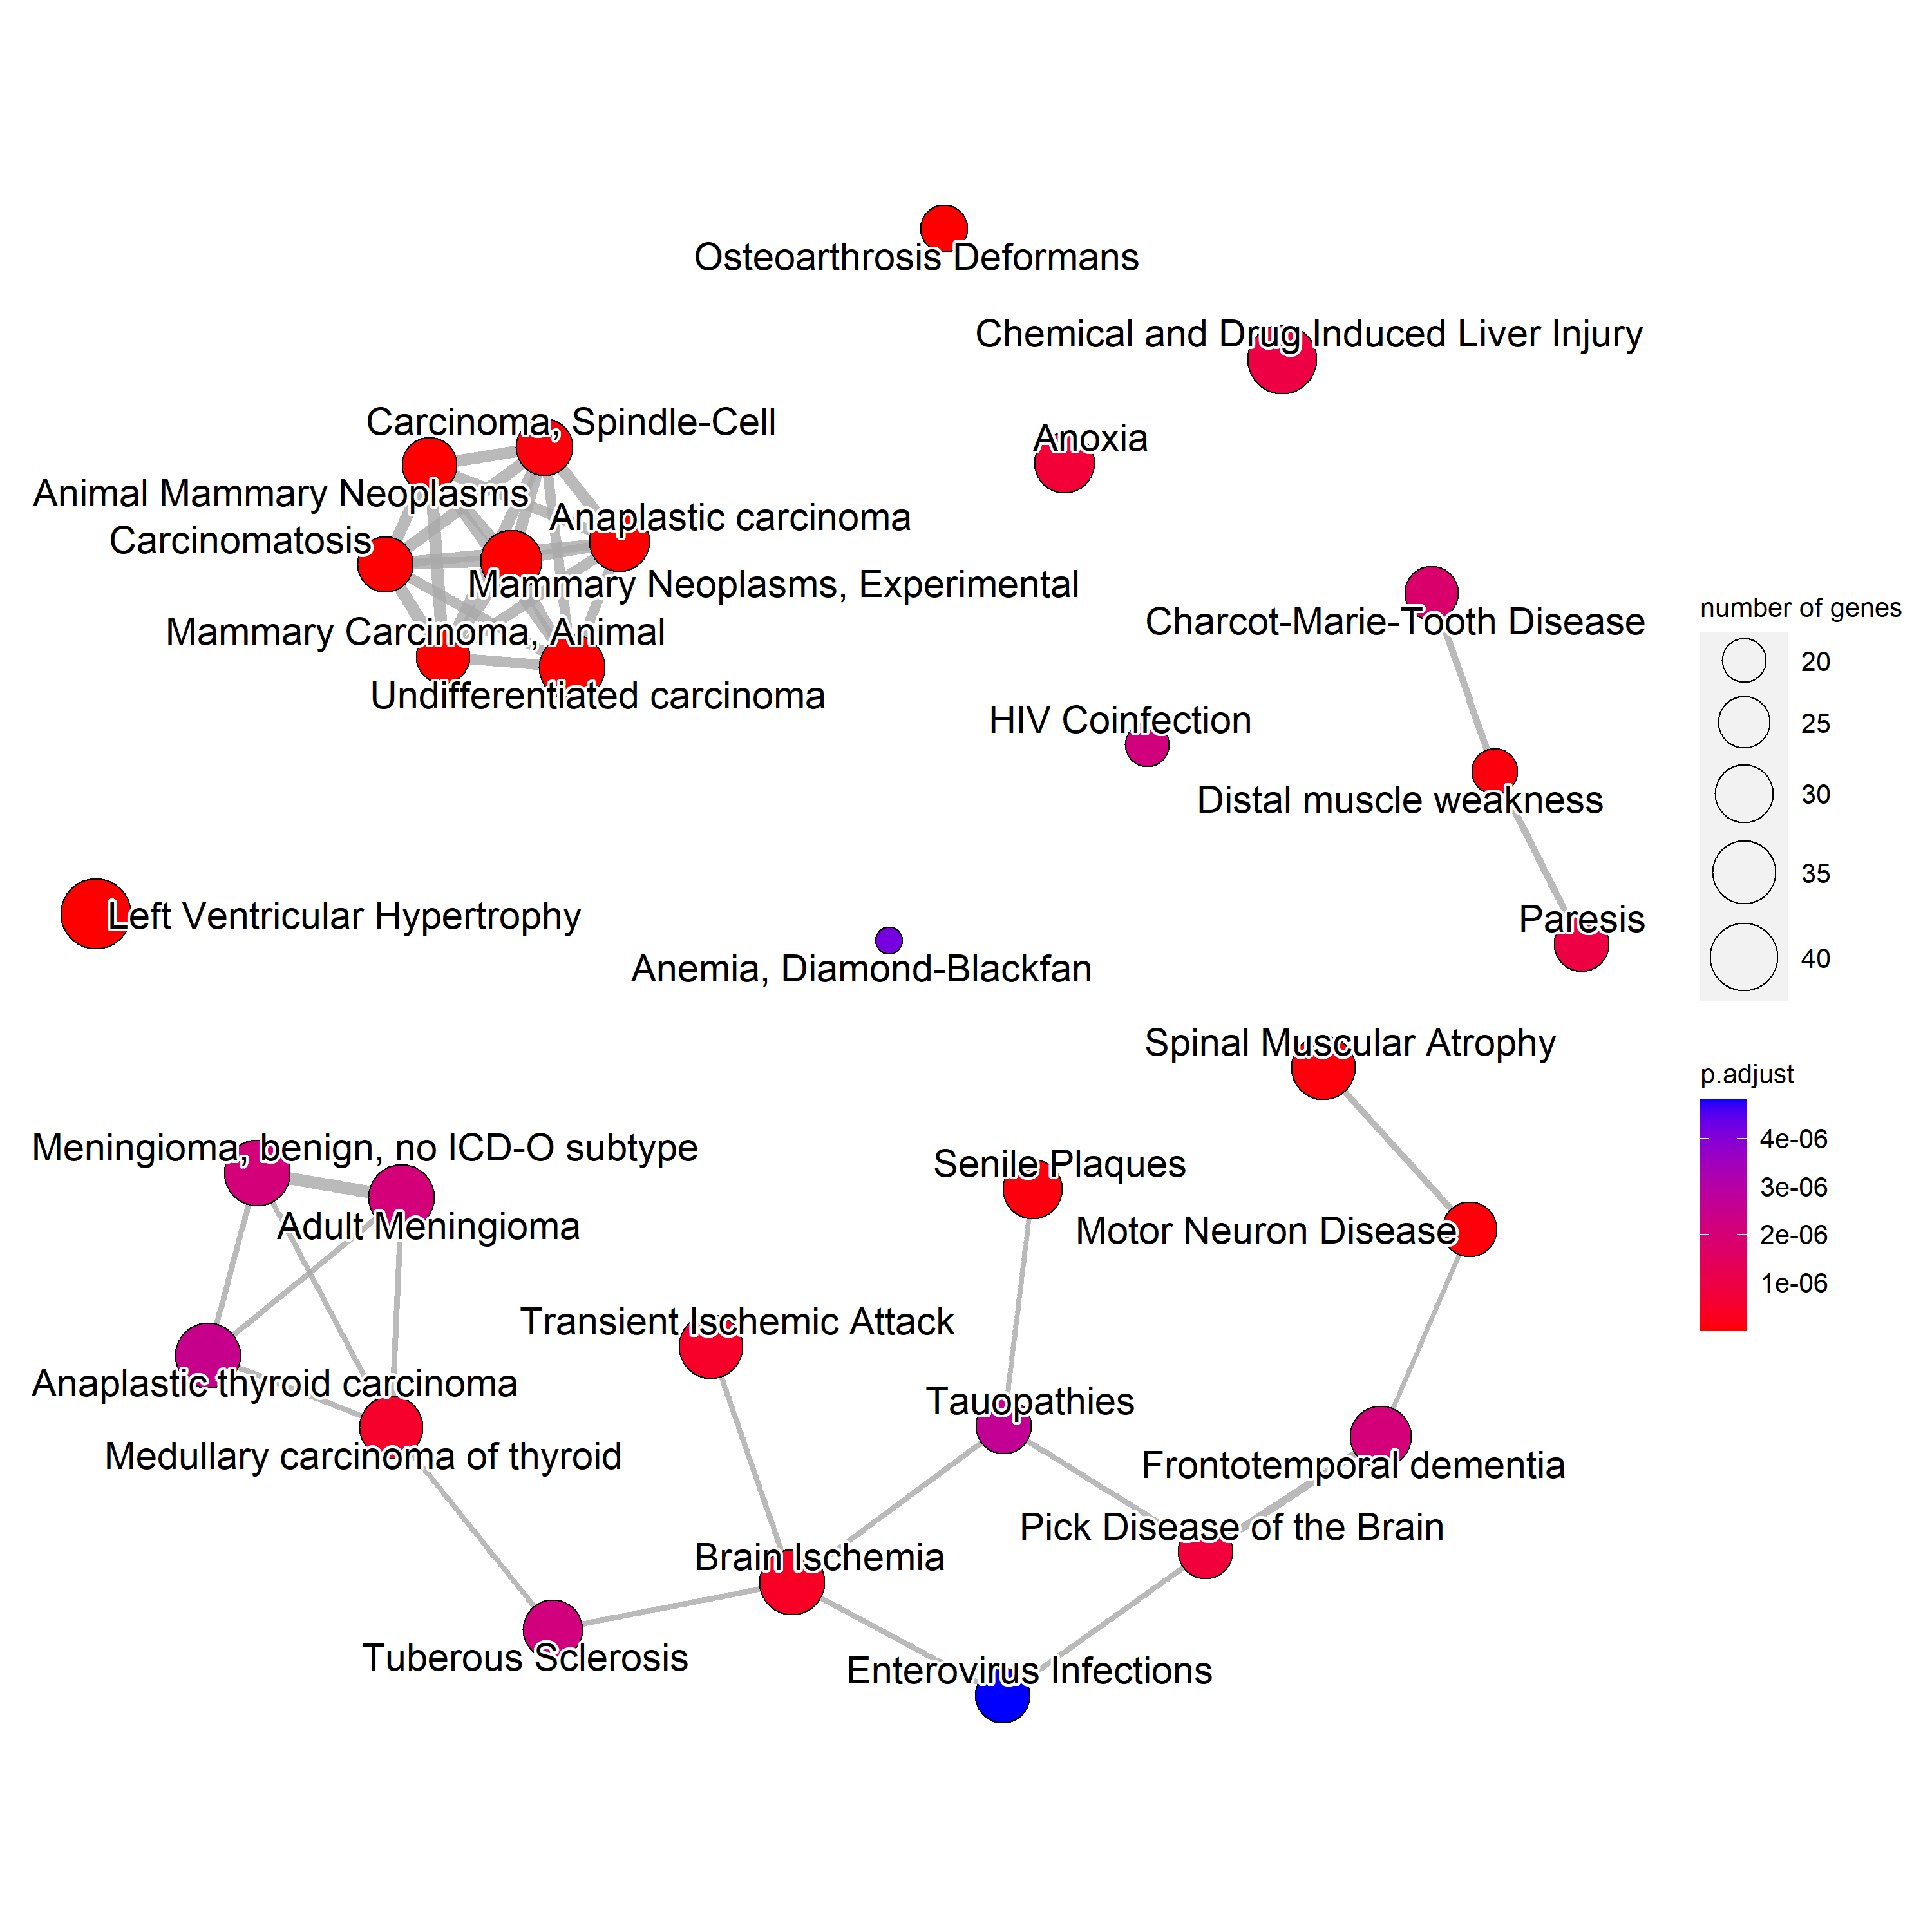 Osteoarthrosis Deformans
Chemical and Drug Induced Liver Injury
Carcinoma, Spindle-Cell
Anoxia
Animal Mammary Neoplasms
Anaplastic carcinoma
Carcinomatosis
Mammary Neoplasms, Experimental
Mammary Carcinoma, Animal
Undifferentiated carcinoma
Charcot-Marie-Tooth Disease
HIV Coinfection
Distal muscle weakness
Left Ventricular Hypertrophy
Paresis
Anemia, Diamond-Blackfan
Spinal Muscular Atrophy
Meningioma, benign, no ICD-O subtype
Senile Plaques
Adult Meningioma
Motor Neuron Disease
Transient Ischemic Attack
Anaplastic thyroid carcinoma
Tauopathies
Medullary carcinoma of thyroid
Frontotemporal dementia
Pick Disease of the Brain
Brain Ischemia
Tuberous Sclerosis
Enterovirus Infections
number of genes
20
25
30
35
40
p.adjust
4e-06
3e-06
2e-06
1e-06